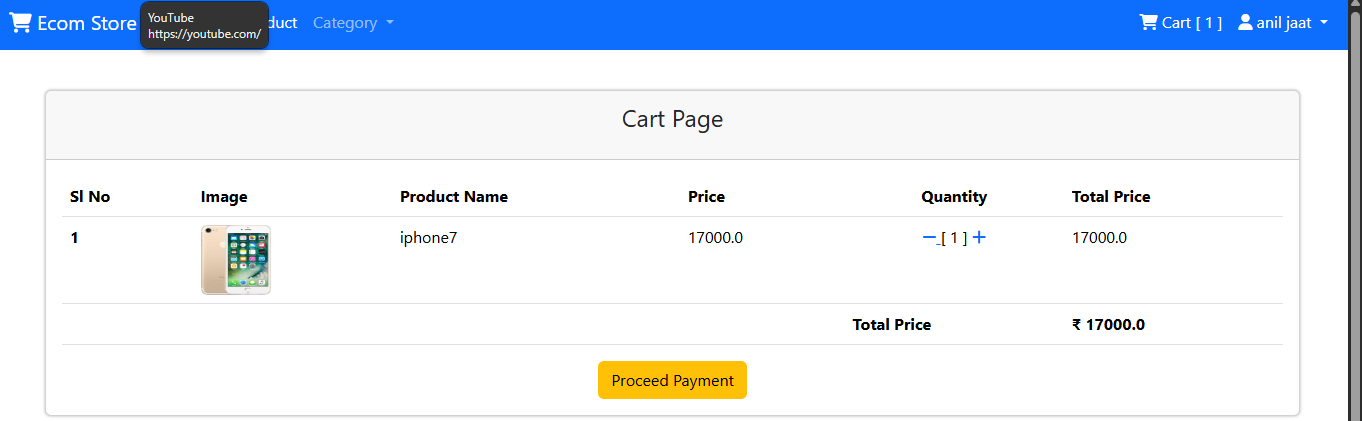 Ecom Store
YouTube
https://youtube.com/
duct Category
Cart [ 1 ] anil jaat
Cart Page
Sl No Image Product Name Price Quantity Total Price
1 iphone7 17000.0 [ 1 ] 17000.0
Total Price ₹ 17000.0
Proceed Payment